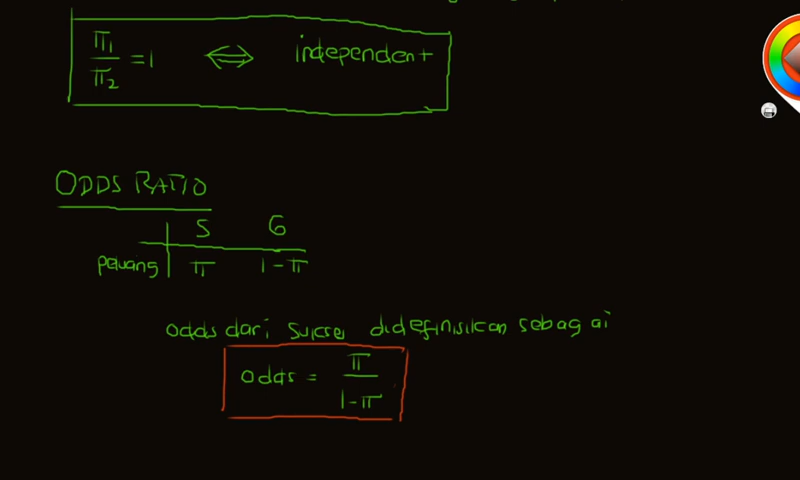 π₁/π₂ = 1 ⇔ independent
ODDS RATIO
S G
peluang π 1-π
odds dari sukses didefinisikan sebagai
odds = π/(1-π)